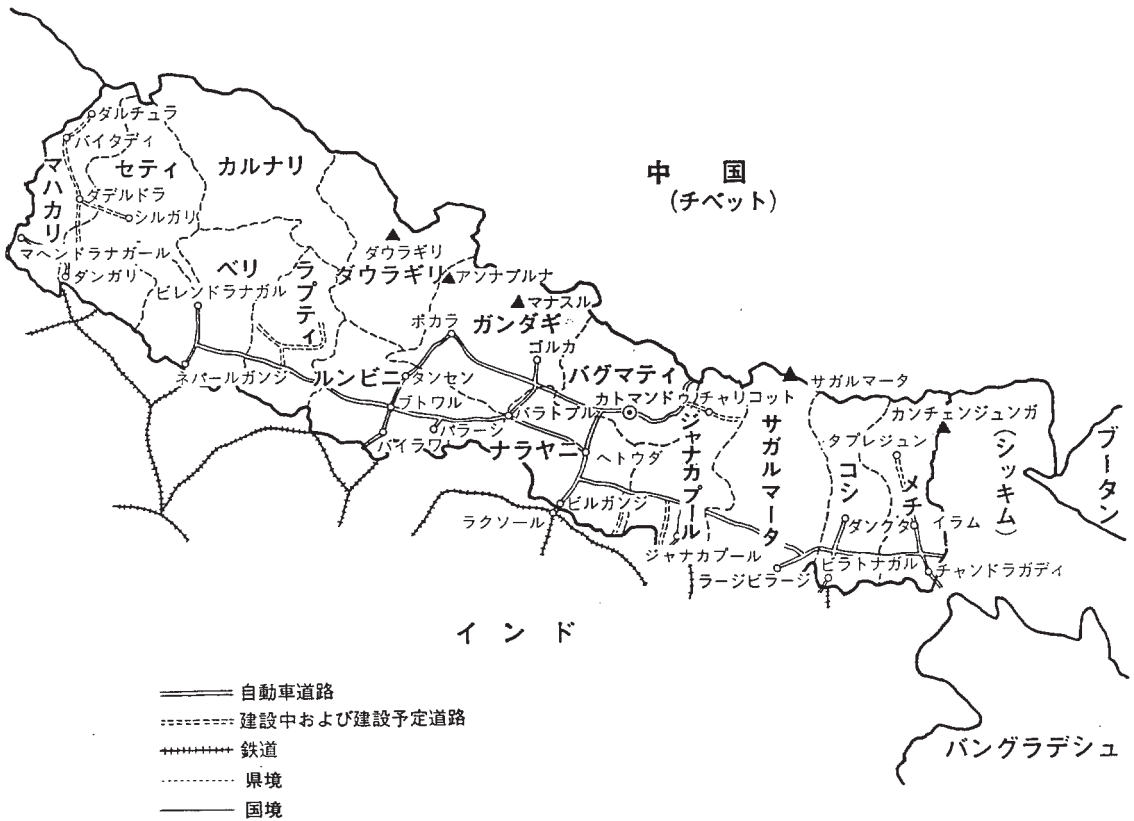 ダルチュラ
バイタディ
セティ
カルナリ
マハカリ
ダデルドラ
シルガリ
マヘンドラナガール
ダンガリ
中国
(チベット)
ベリ
ビレンドラナガル
ラプティ
ダウラギリ
ダウラギリ
アンナプルナ
マナスル
ポカラ
ガンダギ
ゴルカ
ネパールガンジ
ルンビニ
タンセン
バグマティ
カトマンドゥ
チャリコット
サガルマータ
ブトワル
バラトプル
パラーシ
バイラワ
ナラヤニ
ヘトウダ
ジャナカプール
サガルマータ
カンチェンジュンガ
タプレジュン
(シッキム)
ブータン
コシ
メチ
ビルガンジ
ラクソール
ダンクタ
イラム
ジャナカプール
ラージビラージ
ビラトナガル
チャンドラガディ
インド
バングラデシュ
自動車道路
建設中および建設予定道路
鉄道
県境
国境